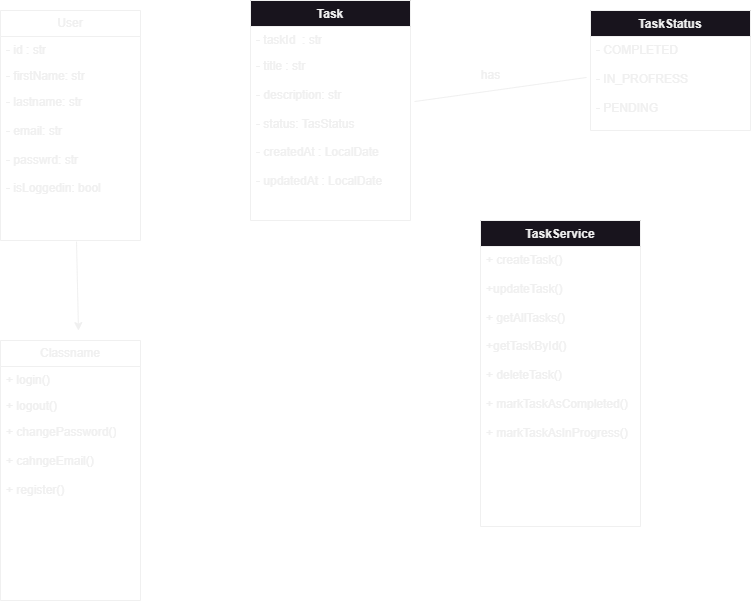 User
- id : str
- firstName: str
- lastname: str
- email: str
- passwrd: str
- isLoggedin: bool
Task
- taskId : str
- title : str
- description: str
- status: TasStatus
- createdAt : LocalDate
- updatedAt : LocalDate
has
TaskStatus
- COMPLETED
- IN_PROFRESS
- PENDING
TaskService
+ createTask()
+updateTask()
+ getAllTasks()
+getTaskById()
+ deleteTask()
+ markTaskAsCompleted()
+ markTaskAsInProgress()
Classname
+ login()
+ logout()
+ changePassword()
+ cahngeEmail()
+ register()